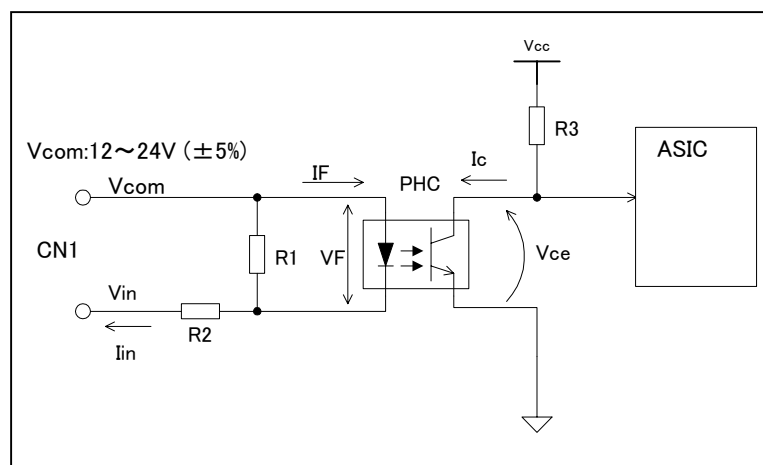 Vcc
R3
ASIC
Vcom:12～24V (±5%)
Vcom
IF
PHC
Ic
CN1
R1
VF
Vce
Vin
R2
Iin